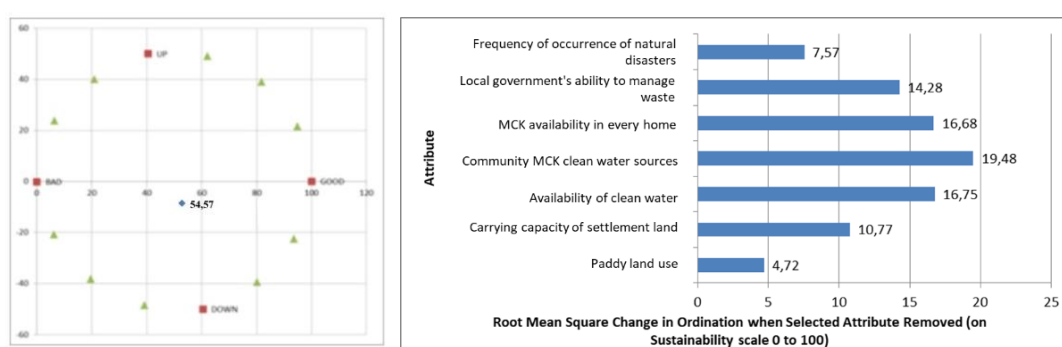 60
40
20
0
-20
-40
-60
0 20 40 60 80 100 120
UP
BAD
GOOD
54,57
DOWN
Attribute
Frequency of occurrence of natural
disasters
7,57
Local government's ability to manage
waste
14,28
MCK availability in every home
16,68
Community MCK clean water sources
19,48
Availability of clean water
16,75
Carrying capacity of settlement land
10,77
Paddy land use
4,72
0 5 10 15 20 25
Root Mean Square Change in Ordination when Selected Attribute Removed (on
Sustainability scale 0 to 100)